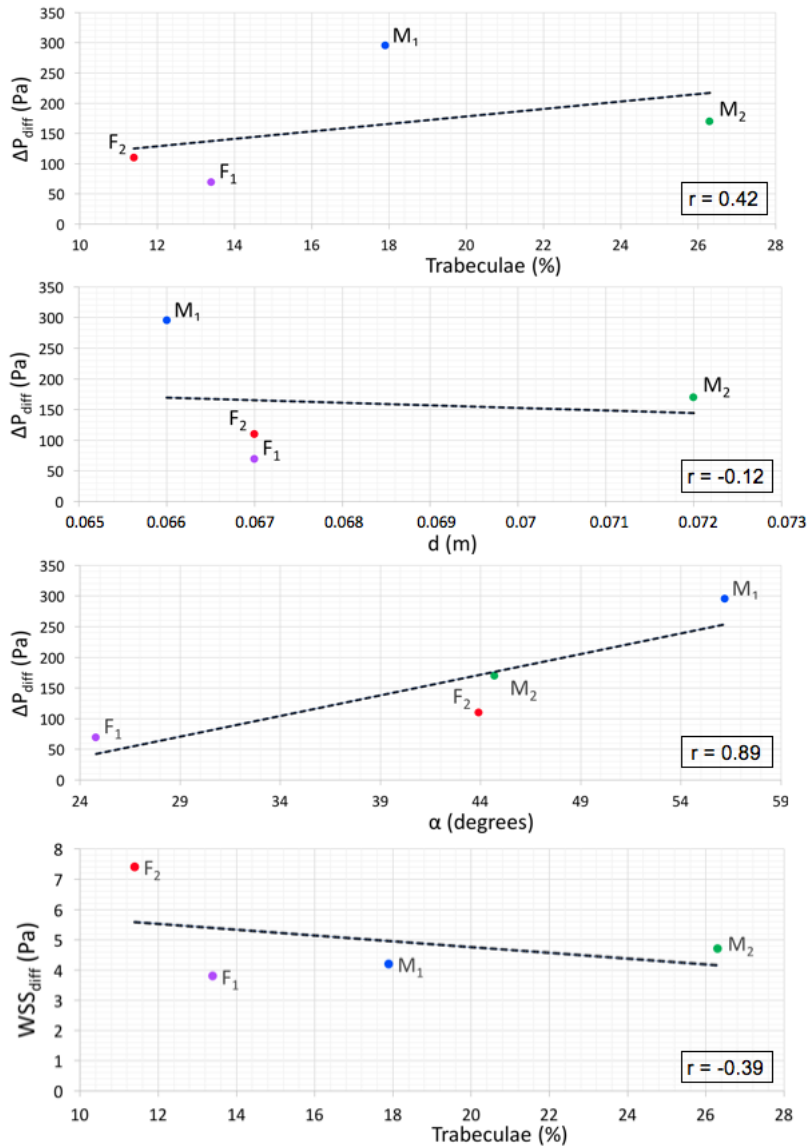 350
300
250
200
150
100
50
0
ΔP_diff (Pa)
M₁
M₂
F₂
F₁
r = 0.42
10 12 14 16 18 20 22 24 26 28
Trabeculae (%)
350
300
250
200
150
100
50
0
ΔP_diff (Pa)
M₁
M₂
F₂
F₁
r = -0.12
0.065 0.066 0.067 0.068 0.069 0.07 0.071 0.072 0.073
d (m)
350
300
250
200
150
100
50
0
ΔP_diff (Pa)
M₁
M₂
F₂
F₁
r = 0.89
24 29 34 39 44 49 54 59
α (degrees)
8
7
6
5
4
3
2
1
0
WSS_diff (Pa)
F₂
M₂
M₁
F₁
r = -0.39
10 12 14 16 18 20 22 24 26 28
Trabeculae (%)